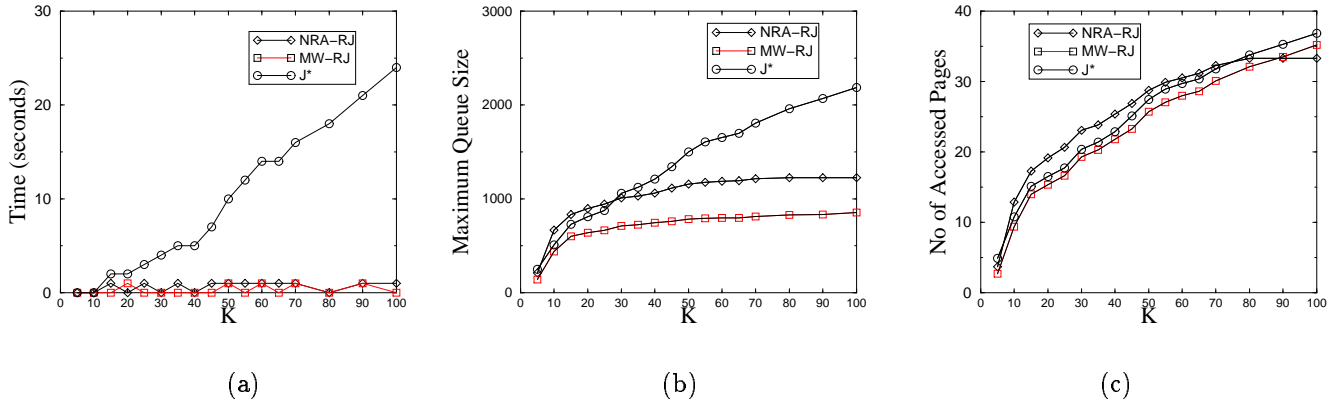 30
20
10
0
Time (seconds)
NRA-RJ
MW-RJ
J*
0 10 20 30 40 50 60 70 80 90 100
K
(a)
3000
2000
1000
0
Maximum Queue Size
NRA-RJ
MW-RJ
J*
0 10 20 30 40 50 60 70 80 90 100
K
(b)
40
30
20
10
0
No of Accessed Pages
NRA-RJ
MW-RJ
J*
0 10 20 30 40 50 60 70 80 90 100
K
(c)